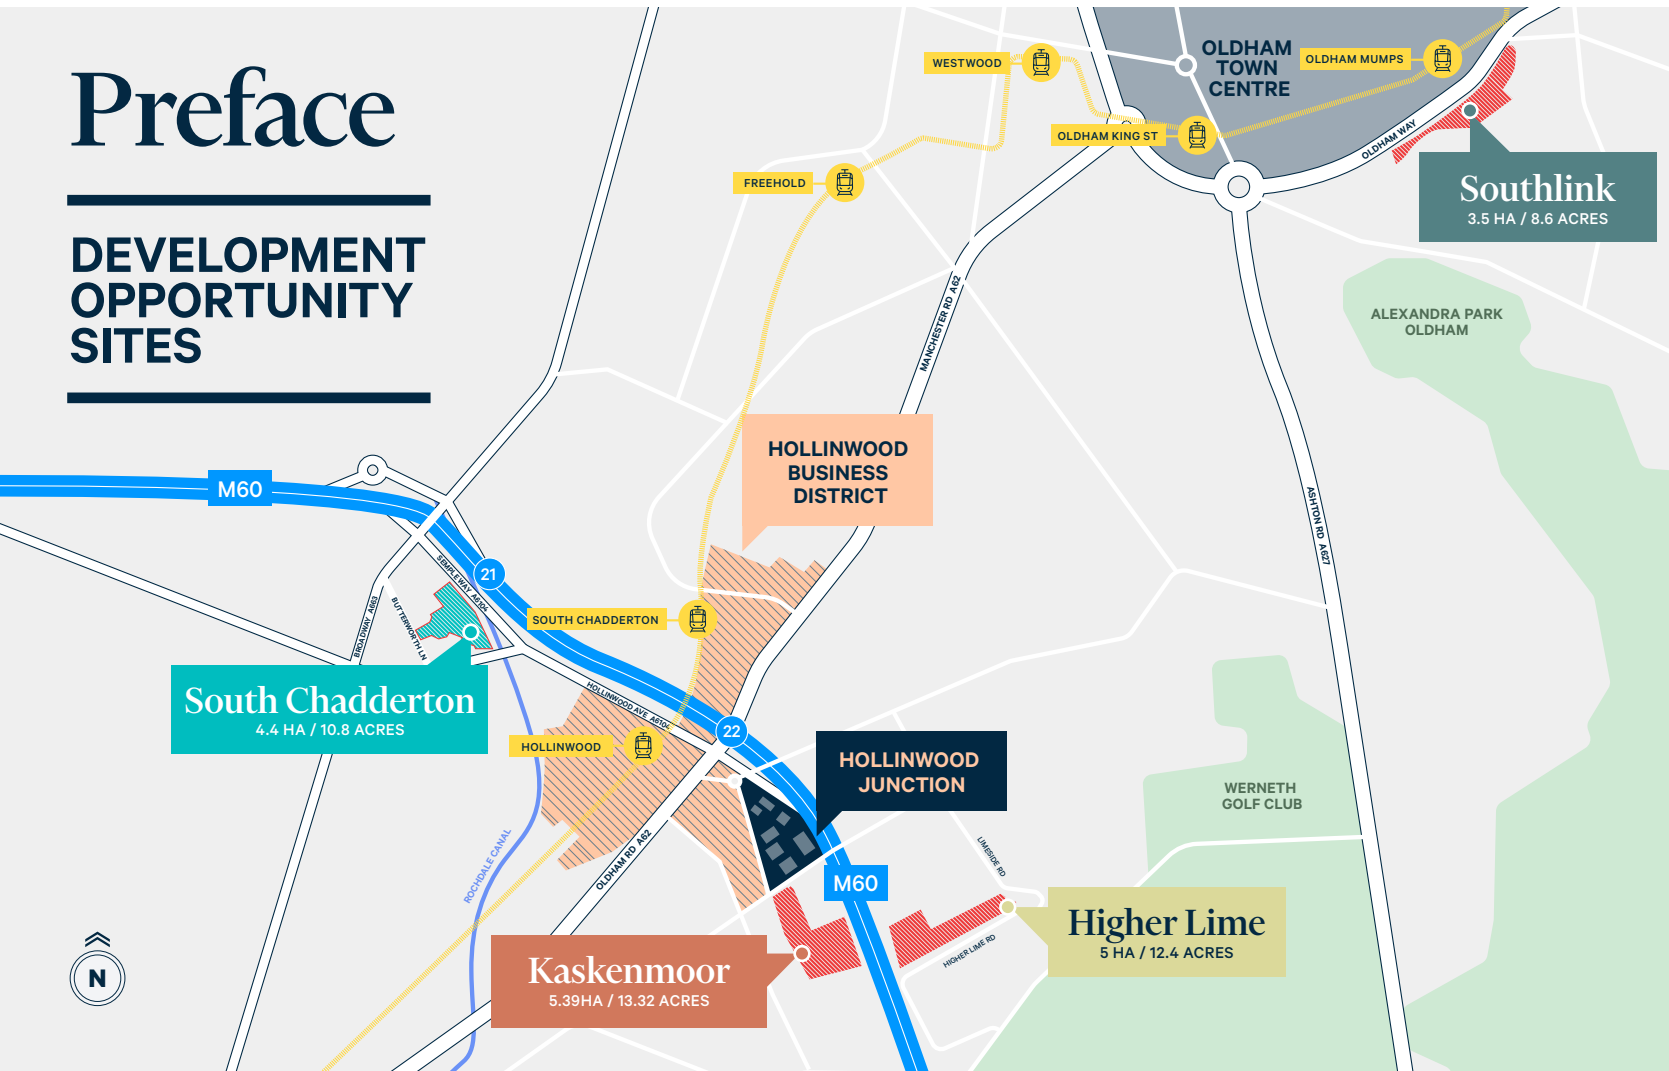 Preface
DEVELOPMENT
OPPORTUNITY
SITES
WESTWOOD
OLDHAM
TOWN
CENTRE
OLDHAM MUMPS
OLDHAM KING ST
OLDHAM WAY
FREEHOLD
Southlink
3.5 HA / 8.6 ACRES
MANCHESTER RD A62
ALEXANDRA PARK
OLDHAM
HOLLINWOOD
BUSINESS
DISTRICT
M60
ASHTON RD A627
21
SEMPLE WAY A6104
BROADWAY A663
BUTTERWORTH LN
SOUTH CHADDERTON
South Chadderton
4.4 HA / 10.8 ACRES
HOLLINWOOD AVE A6104
22
HOLLINWOOD
HOLLINWOOD
JUNCTION
WERNETH
GOLF CLUB
ROCHDALE CANAL
OLDHAM RD A62
LIMESIDE RD
M60
Higher Lime
5 HA / 12.4 ACRES
HIGHER LIME RD
Kaskenmoor
5.39HA / 13.32 ACRES
N